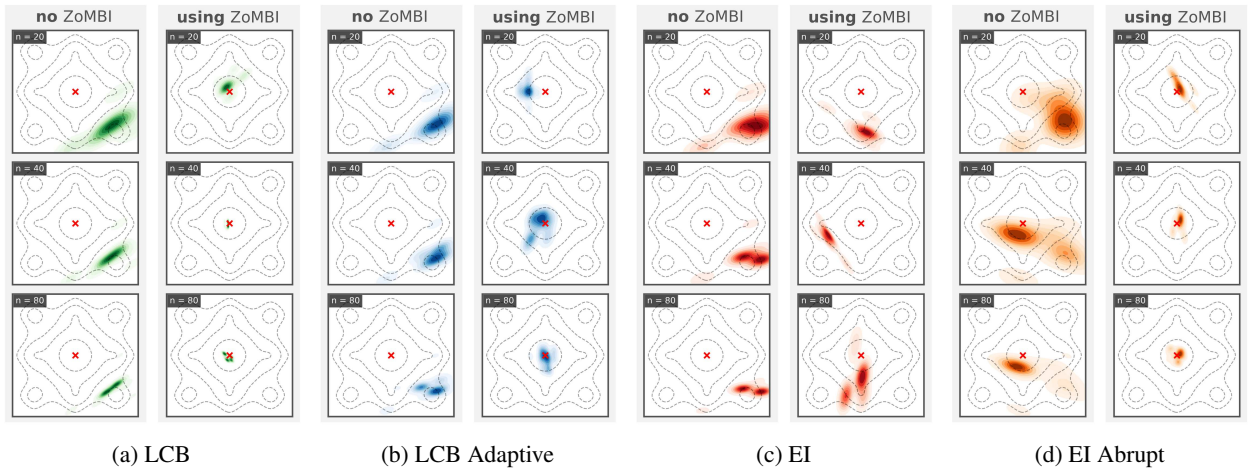 no ZoMBI using ZoMBI no ZoMBI using ZoMBI no ZoMBI using ZoMBI no ZoMBI using ZoMBI
n = 20 n = 20 n = 20 n = 20 n = 20 n = 20 n = 20 n = 20
n = 40 n = 40 n = 40 n = 40 n = 40 n = 40 n = 40 n = 40
n = 80 n = 80 n = 80 n = 80 n = 80 n = 80 n = 80 n = 80
(a) LCB (b) LCB Adaptive (c) EI (d) EI Abrupt